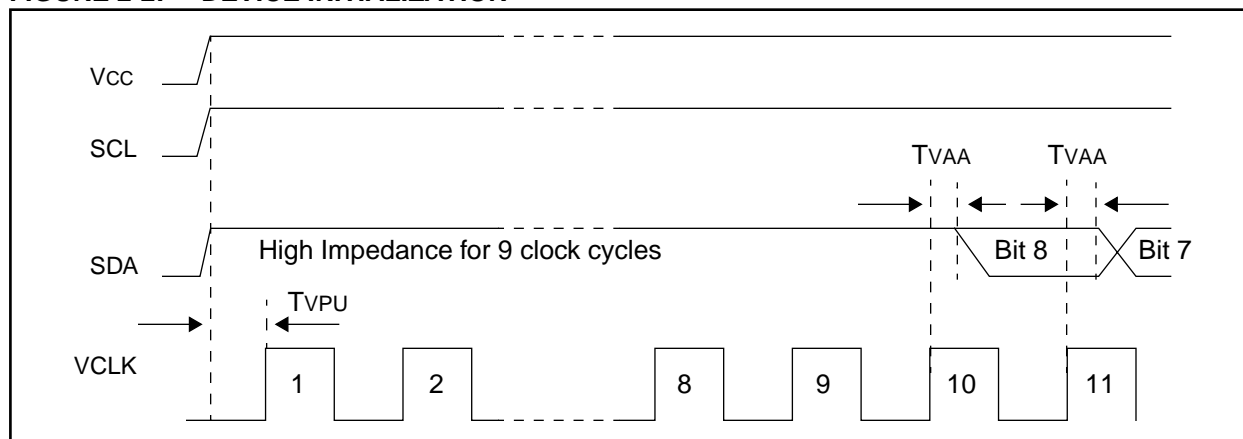 FIGURE 2-2: DEVICE INITIALIZATION
VCC
SCL
TVAA TVAA
SDA High Impedance for 9 clock cycles Bit 8 Bit 7
TVPU
VCLK 1 2 8 9 10 11